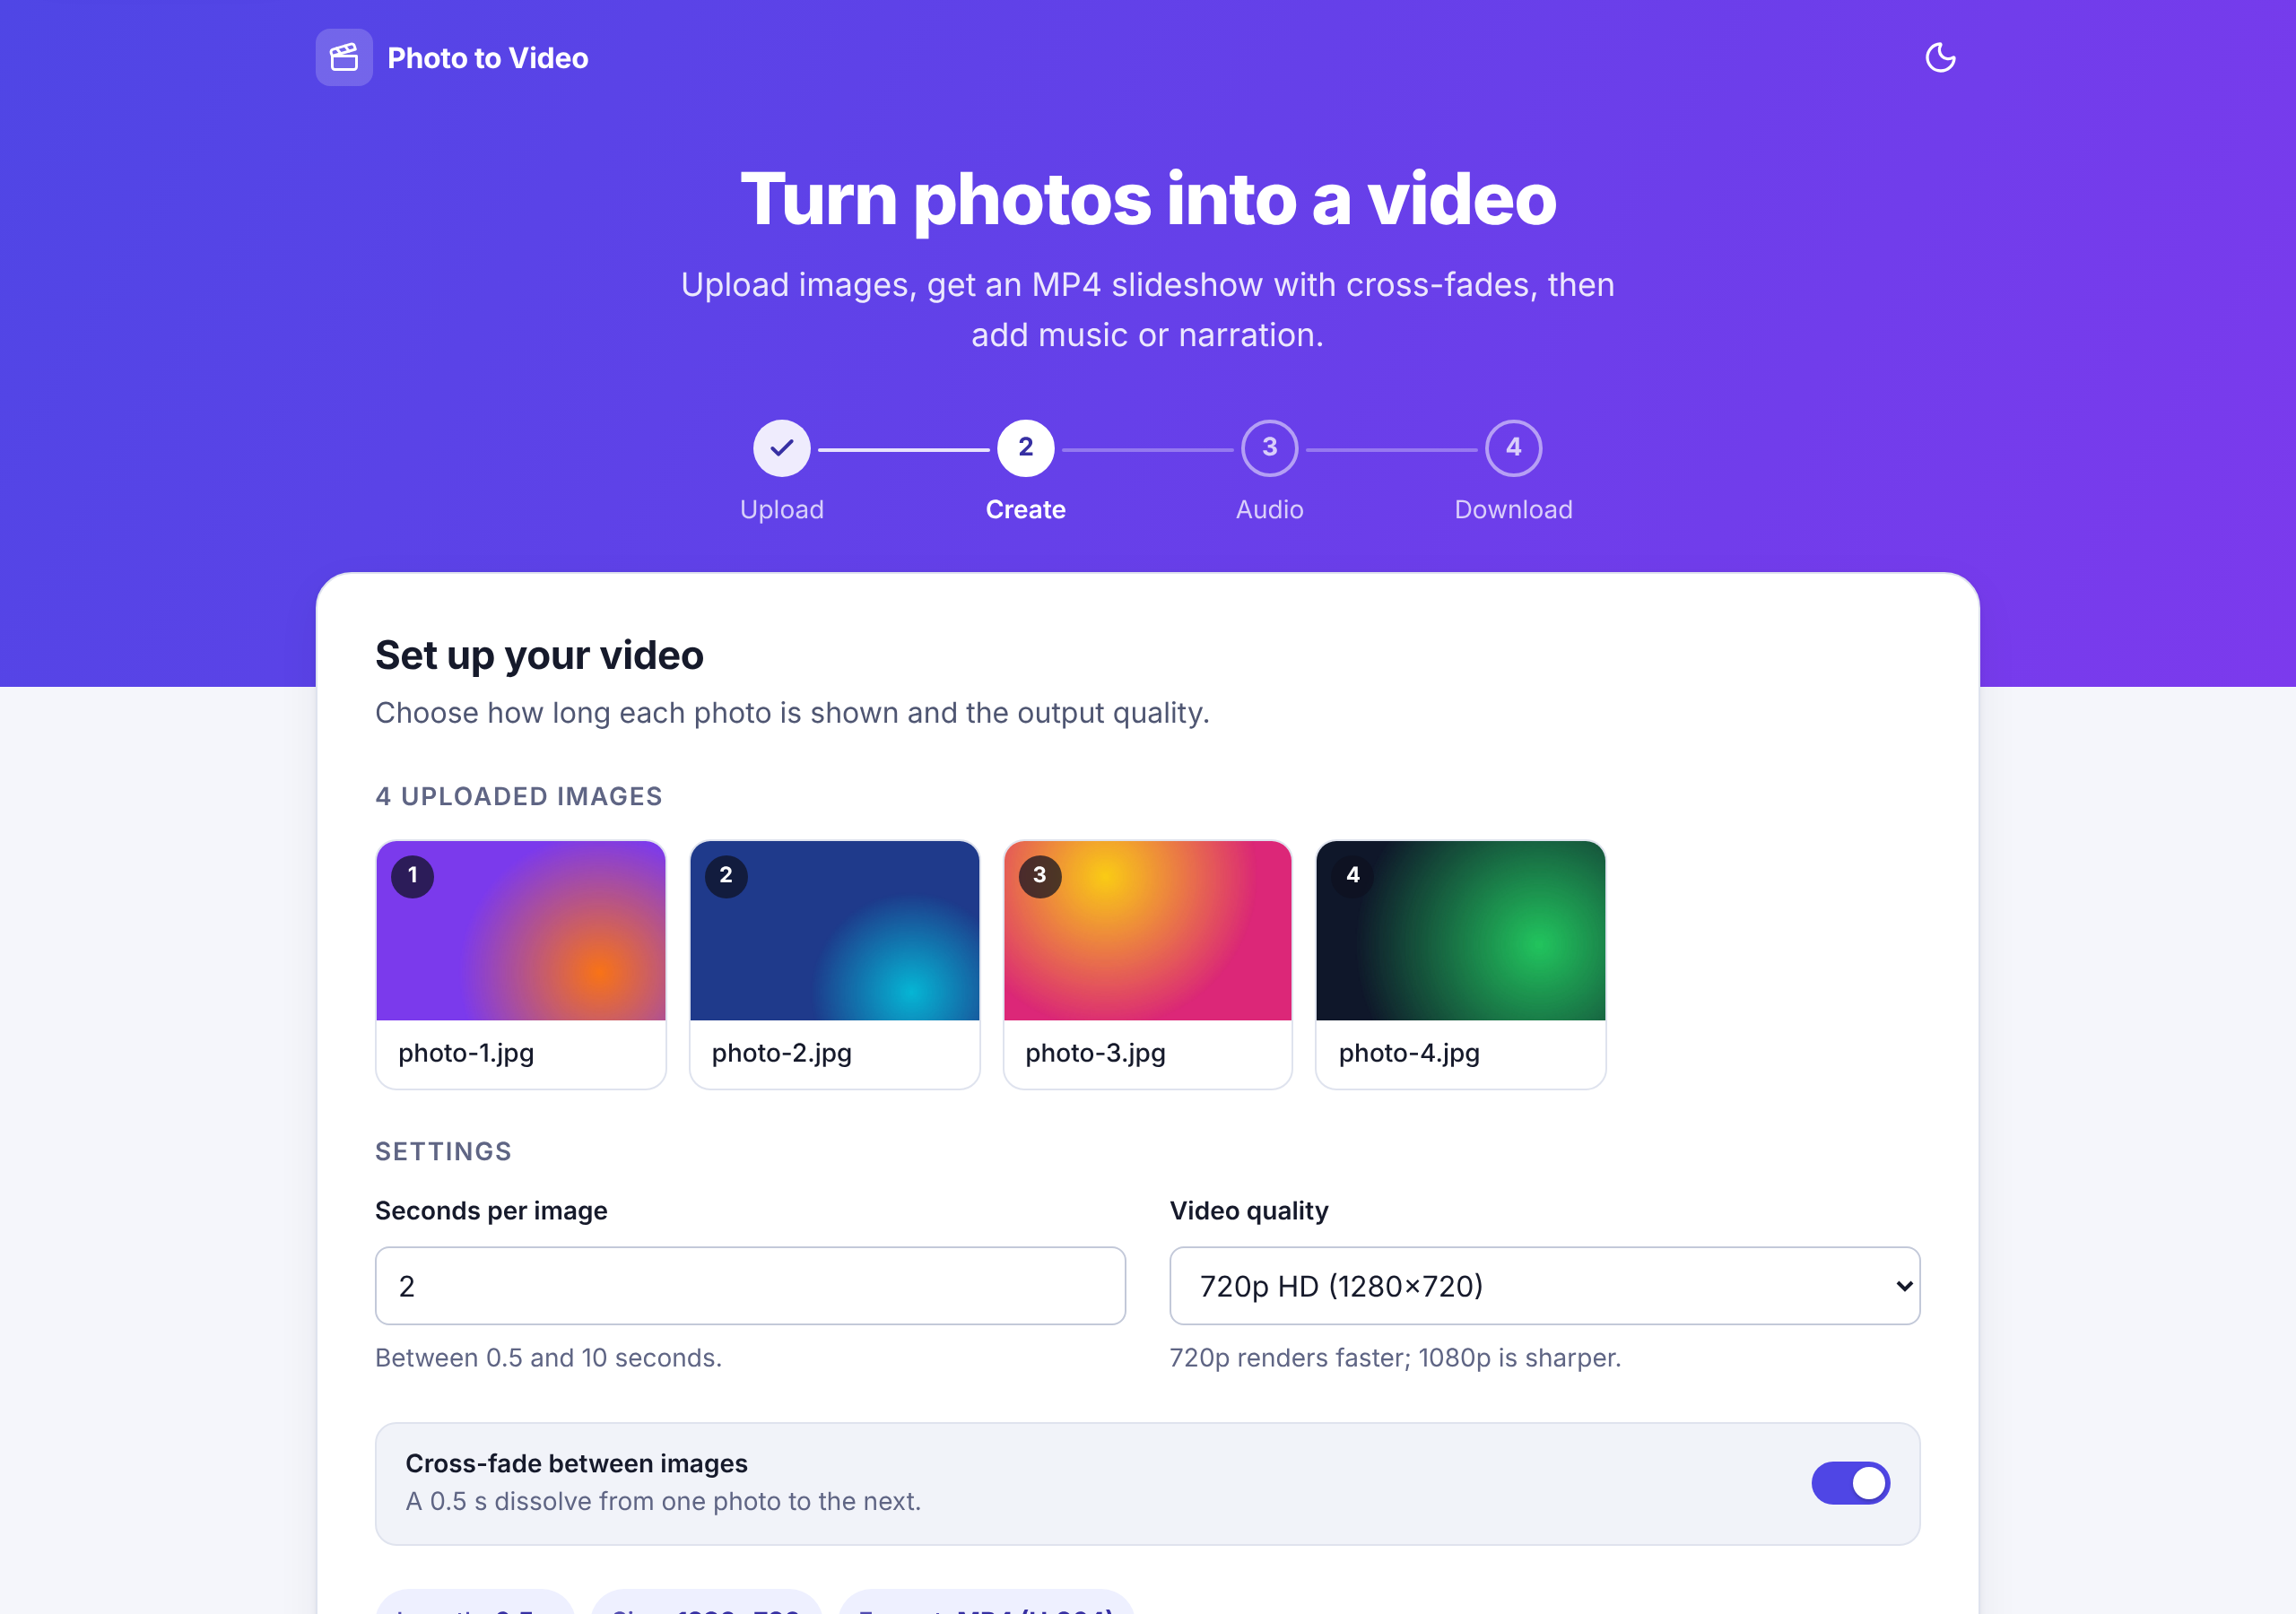 Photo to Video
Turn photos into a video
Upload images, get an MP4 slideshow with cross-fades, then
add music or narration.
2
3
4
Upload
Create
Audio
Download
Set up your video
Choose how long each photo is shown and the output quality.
4 UPLOADED IMAGES
1
2
3
4
photo-1.jpg
photo-2.jpg
photo-3.jpg
photo-4.jpg
SETTINGS
Seconds per image
Video quality
2
720p HD (1280×720)
Between 0.5 and 10 seconds.
720p renders faster; 1080p is sharper.
Cross-fade between images
A 0.5 s dissolve from one photo to the next.